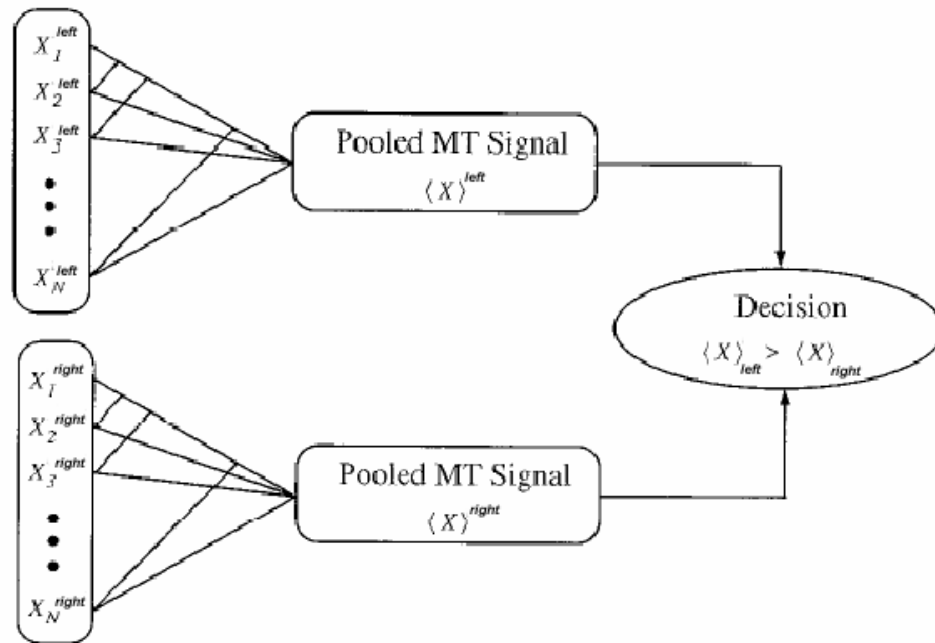 X_1^left
X_2^left
X_3^left
X_N^left
Pooled MT Signal
⟨X⟩^left
Decision
⟨X⟩_left > ⟨X⟩_right
X_1^right
X_2^right
X_3^right
X_N^right
Pooled MT Signal
⟨X⟩^right